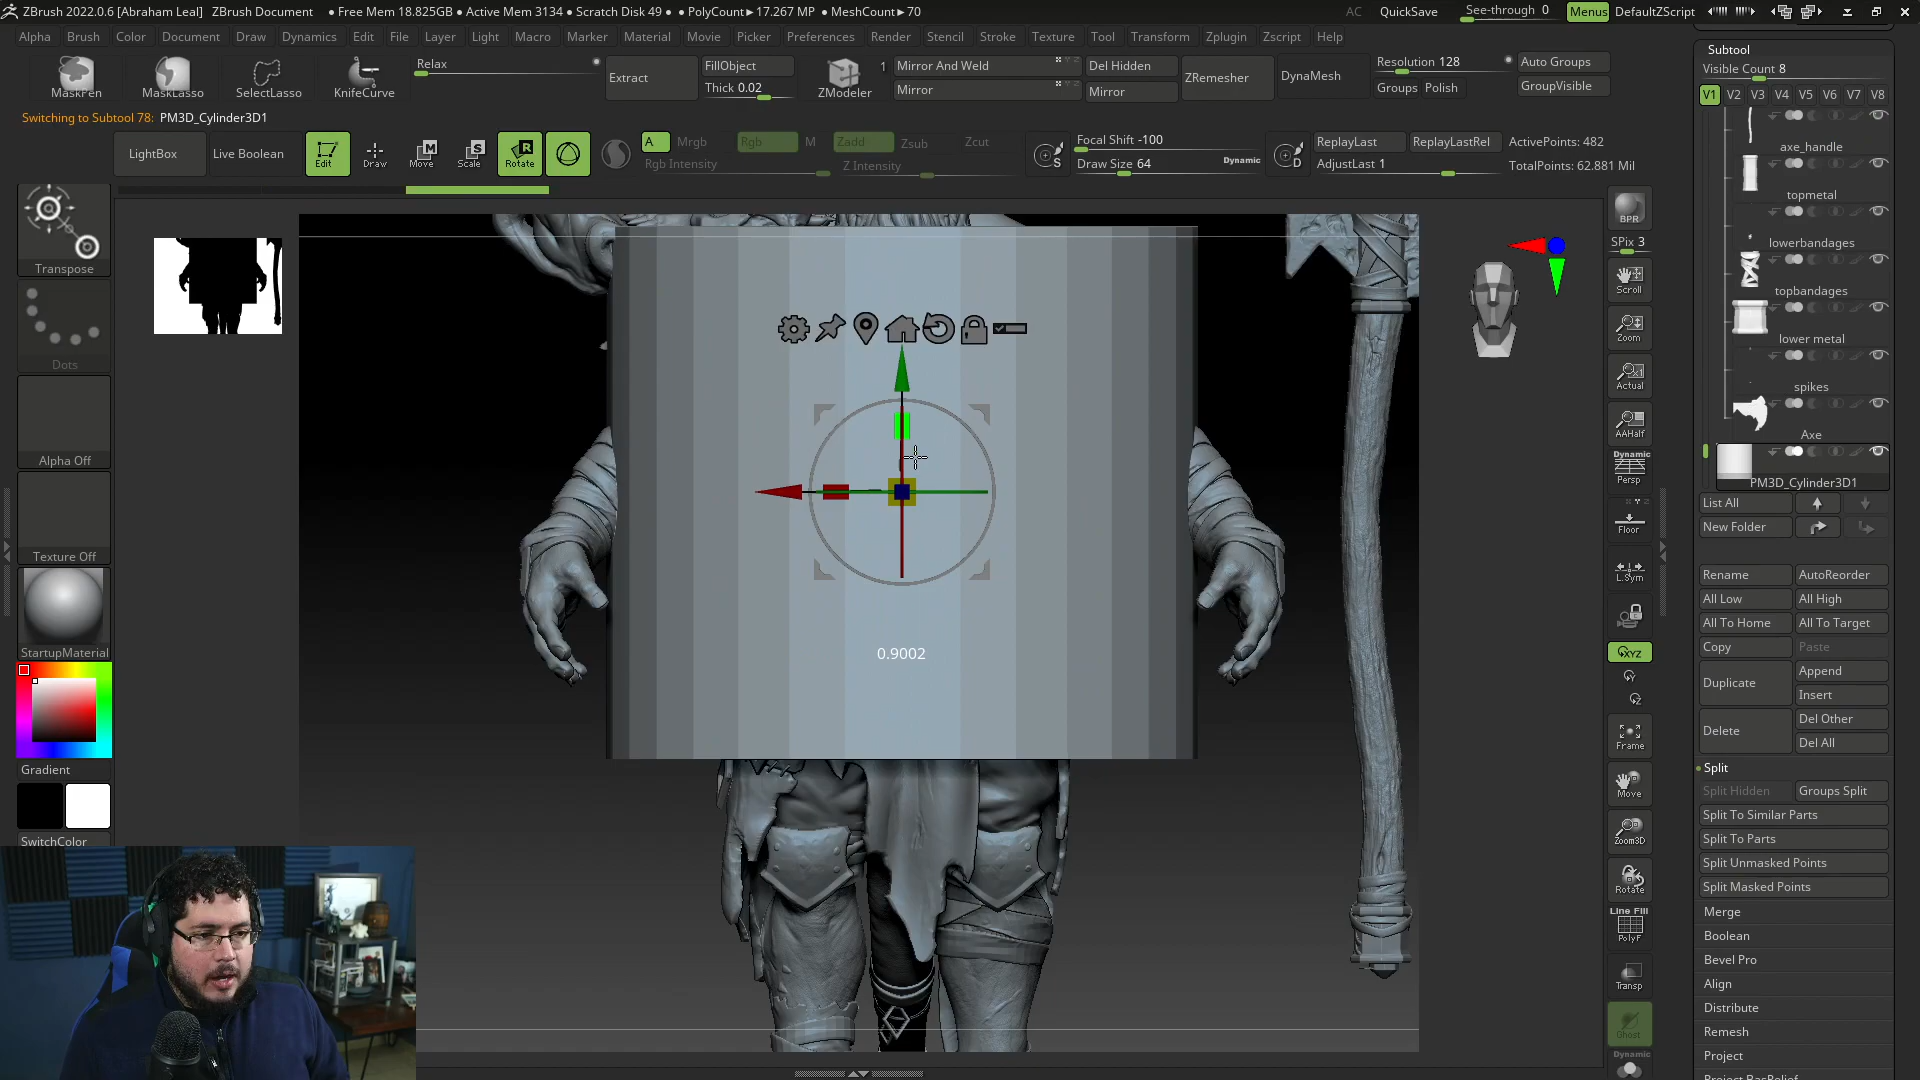 ZBrush 2022.0.6 [Abraham Leal] ZBrush Document ● Free Mem 18.825GB ● Active Mem 3134 ● Scratch Disk 49 ● PolyCount► 17.267 MP ● MeshCount► 70 AC QuickSave See-through 0 Menus DefaultZScript
Alpha Brush Color Document Draw Dynamics Edit File Layer Light Macro Marker Material Movie Picker Preferences Render Stencil Stroke Texture Tool Transform Zplugin Zscript Help
MaskPen MaskLasso SelectLasso KnifeCurve Relax Extract FillObject Thick 0.02 ZModeler 1 Mirror And Weld Mirror Del Hidden Mirror ZRemesher DynaMesh Resolution 128 Groups Polish Auto Groups GroupVisible
Switching to Subtool 78: PM3D_Cylinder3D1
LightBox Live Boolean Edit Draw Move Scale Rotate A Mrgb Rgb M Zadd Zsub Zcut
Rgb Intensity Z Intensity
Focal Shift -100
Draw Size 64 Dynamic
S D
ReplayLast ReplayLastRel ActivePoints: 482
AdjustLast 1 TotalPoints: 62.881 Mil
Transpose
Dots
Alpha Off
Texture Off
StartupMaterial
Gradient
SwitchColor
0.9002
BPR
SPix 3
Scroll
Zoom
Actual
AAHalf
Dynamic
Persp
Floor
L.Sym
XYZ
Y
Z
Frame
Move
Zoom3D
Rotate
Line Fill
PolyF
Transp
Ghost
Dynamic
Subtool
Visible Count 8
V1 V2 V3 V4 V5 V6 V7 V8
axe_handle
topmetal
lowerbandages
topbandages
lower metal
spikes
Axe
PM3D_Cylinder3D1
List All
New Folder
Rename AutoReorder
All Low All High
All To Home All To Target
Copy Paste
Duplicate Append
Insert
Delete Del Other
Del All
Split
Split Hidden Groups Split
Split To Similar Parts
Split To Parts
Split Unmasked Points
Split Masked Points
Merge
Boolean
Bevel Pro
Align
Distribute
Remesh
Project
Project BasRelief